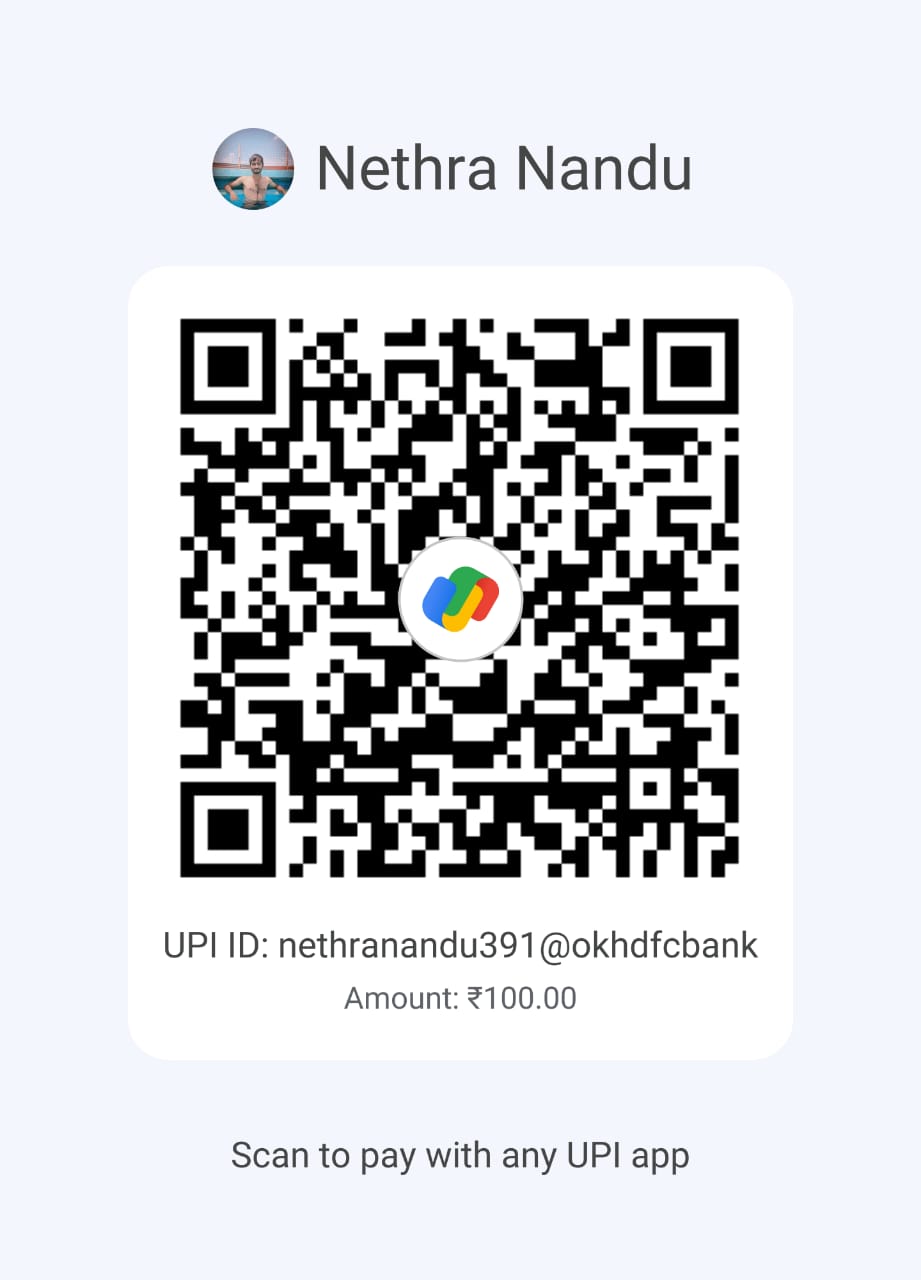 Nethra Nandu
UPI ID: nethranandu391@okhdfcbank
Amount: ₹100.00
Scan to pay with any UPI app